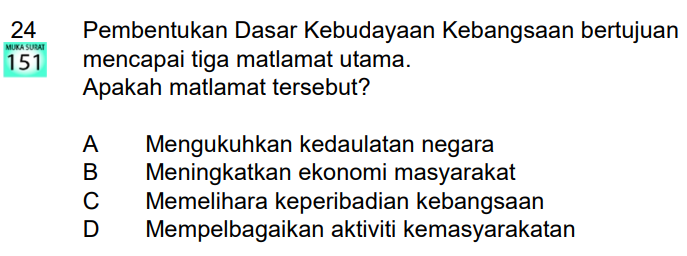 24 Pembentukan Dasar Kebudayaan Kebangsaan bertujuan
MUKA SURAT
151 mencapai tiga matlamat utama.
Apakah matlamat tersebut?
A Mengukuhkan kedaulatan negara
B Meningkatkan ekonomi masyarakat
C Memelihara keperibadian kebangsaan
D Mempelbagaikan aktiviti kemasyarakatan